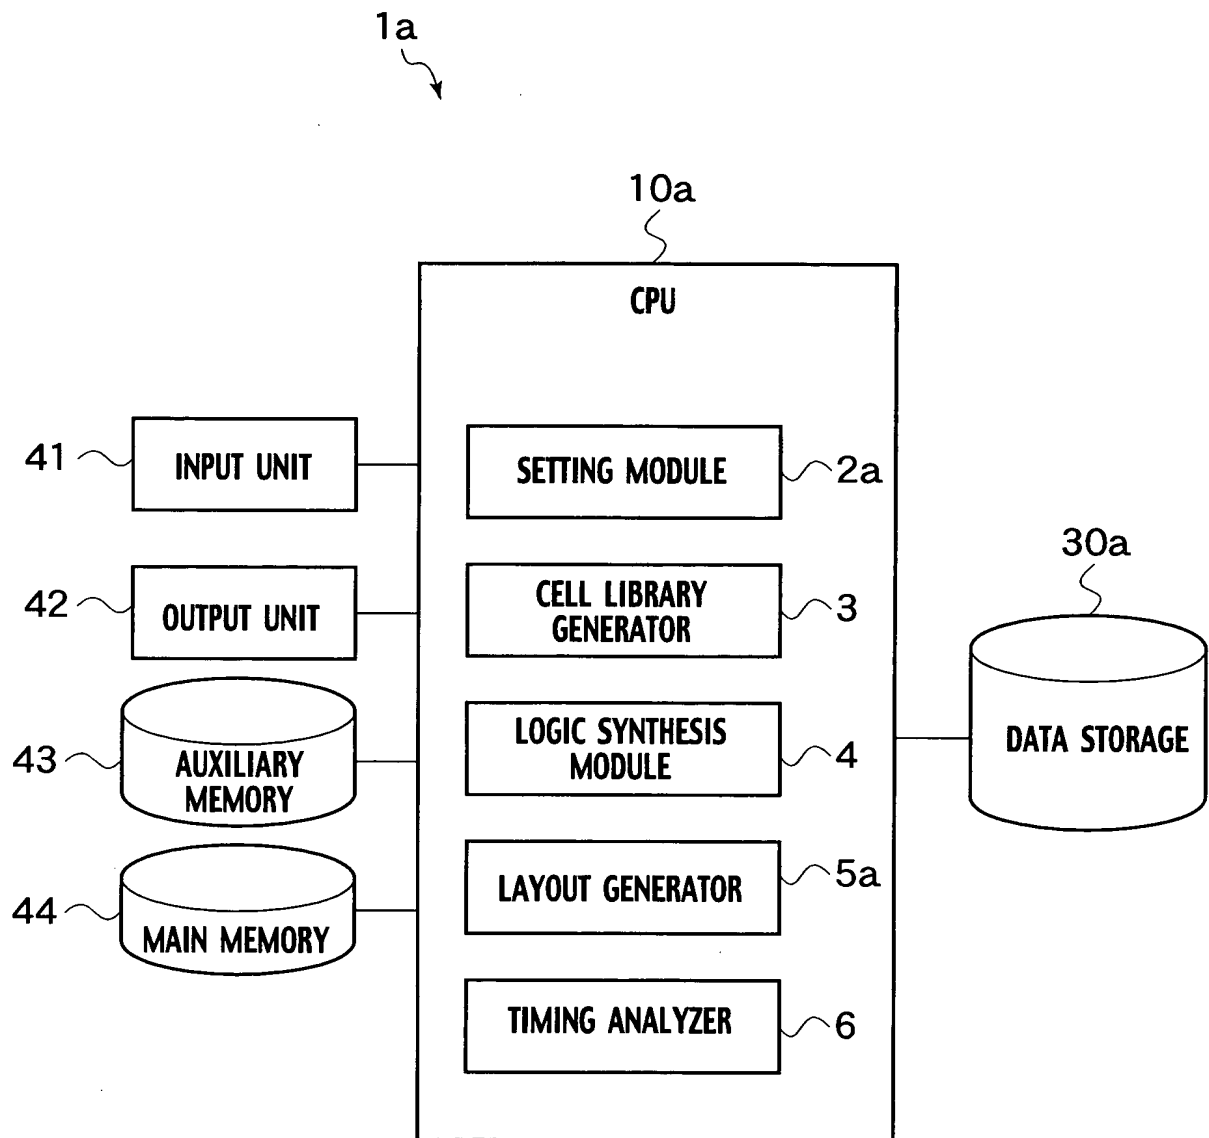 1a
10a
CPU
41
INPUT UNIT
SETTING MODULE
2a
30a
42
OUTPUT UNIT
CELL LIBRARY
GENERATOR
3
43
AUXILIARY
MEMORY
LOGIC SYNTHESIS
MODULE
4
DATA STORAGE
44
MAIN MEMORY
LAYOUT GENERATOR
5a
TIMING ANALYZER
6